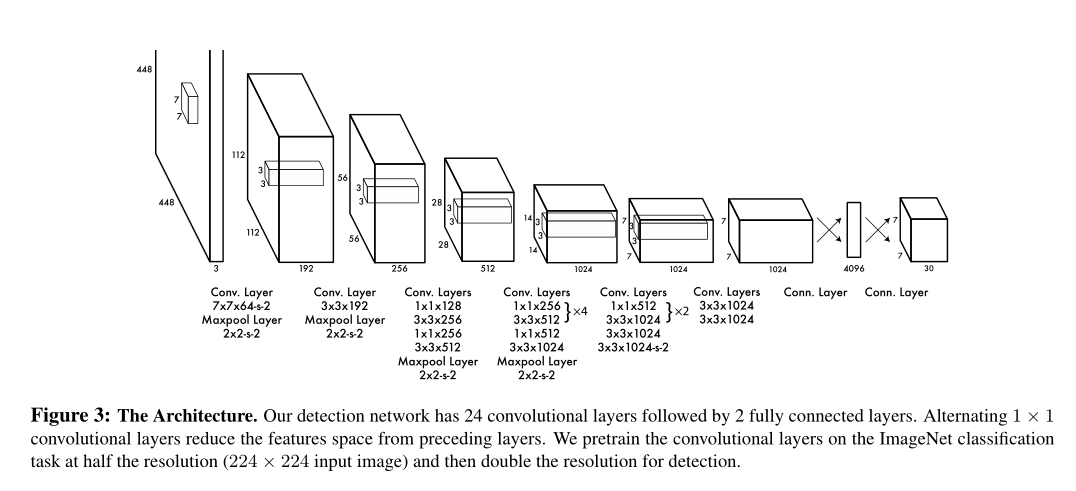 448
7
7
448
3
112
3
3
112
192
56
3
3
56
256
28
3
3
28
512
14
3
3
14
1024
7
3
3
7
1024
7
7
1024
4096
7
7
30
Conv. Layer
7x7x64-s-2
Maxpool Layer
2x2-s-2
Conv. Layer
3x3x192
Maxpool Layer
2x2-s-2
Conv. Layers
1x1x128
3x3x256
1x1x256
3x3x512
Maxpool Layer
2x2-s-2
Conv. Layers
1x1x256
3x3x512
}×4
1x1x512
3x3x1024
Maxpool Layer
2x2-s-2
Conv. Layers
1x1x512
3x3x1024
}×2
3x3x1024
3x3x1024-s-2
Conv. Layers
3x3x1024
3x3x1024
Conn. Layer
Conn. Layer
Figure 3: The Architecture. Our detection network has 24 convolutional layers followed by 2 fully connected layers. Alternating 1 × 1
convolutional layers reduce the features space from preceding layers. We pretrain the convolutional layers on the ImageNet classification
task at half the resolution (224 × 224 input image) and then double the resolution for detection.